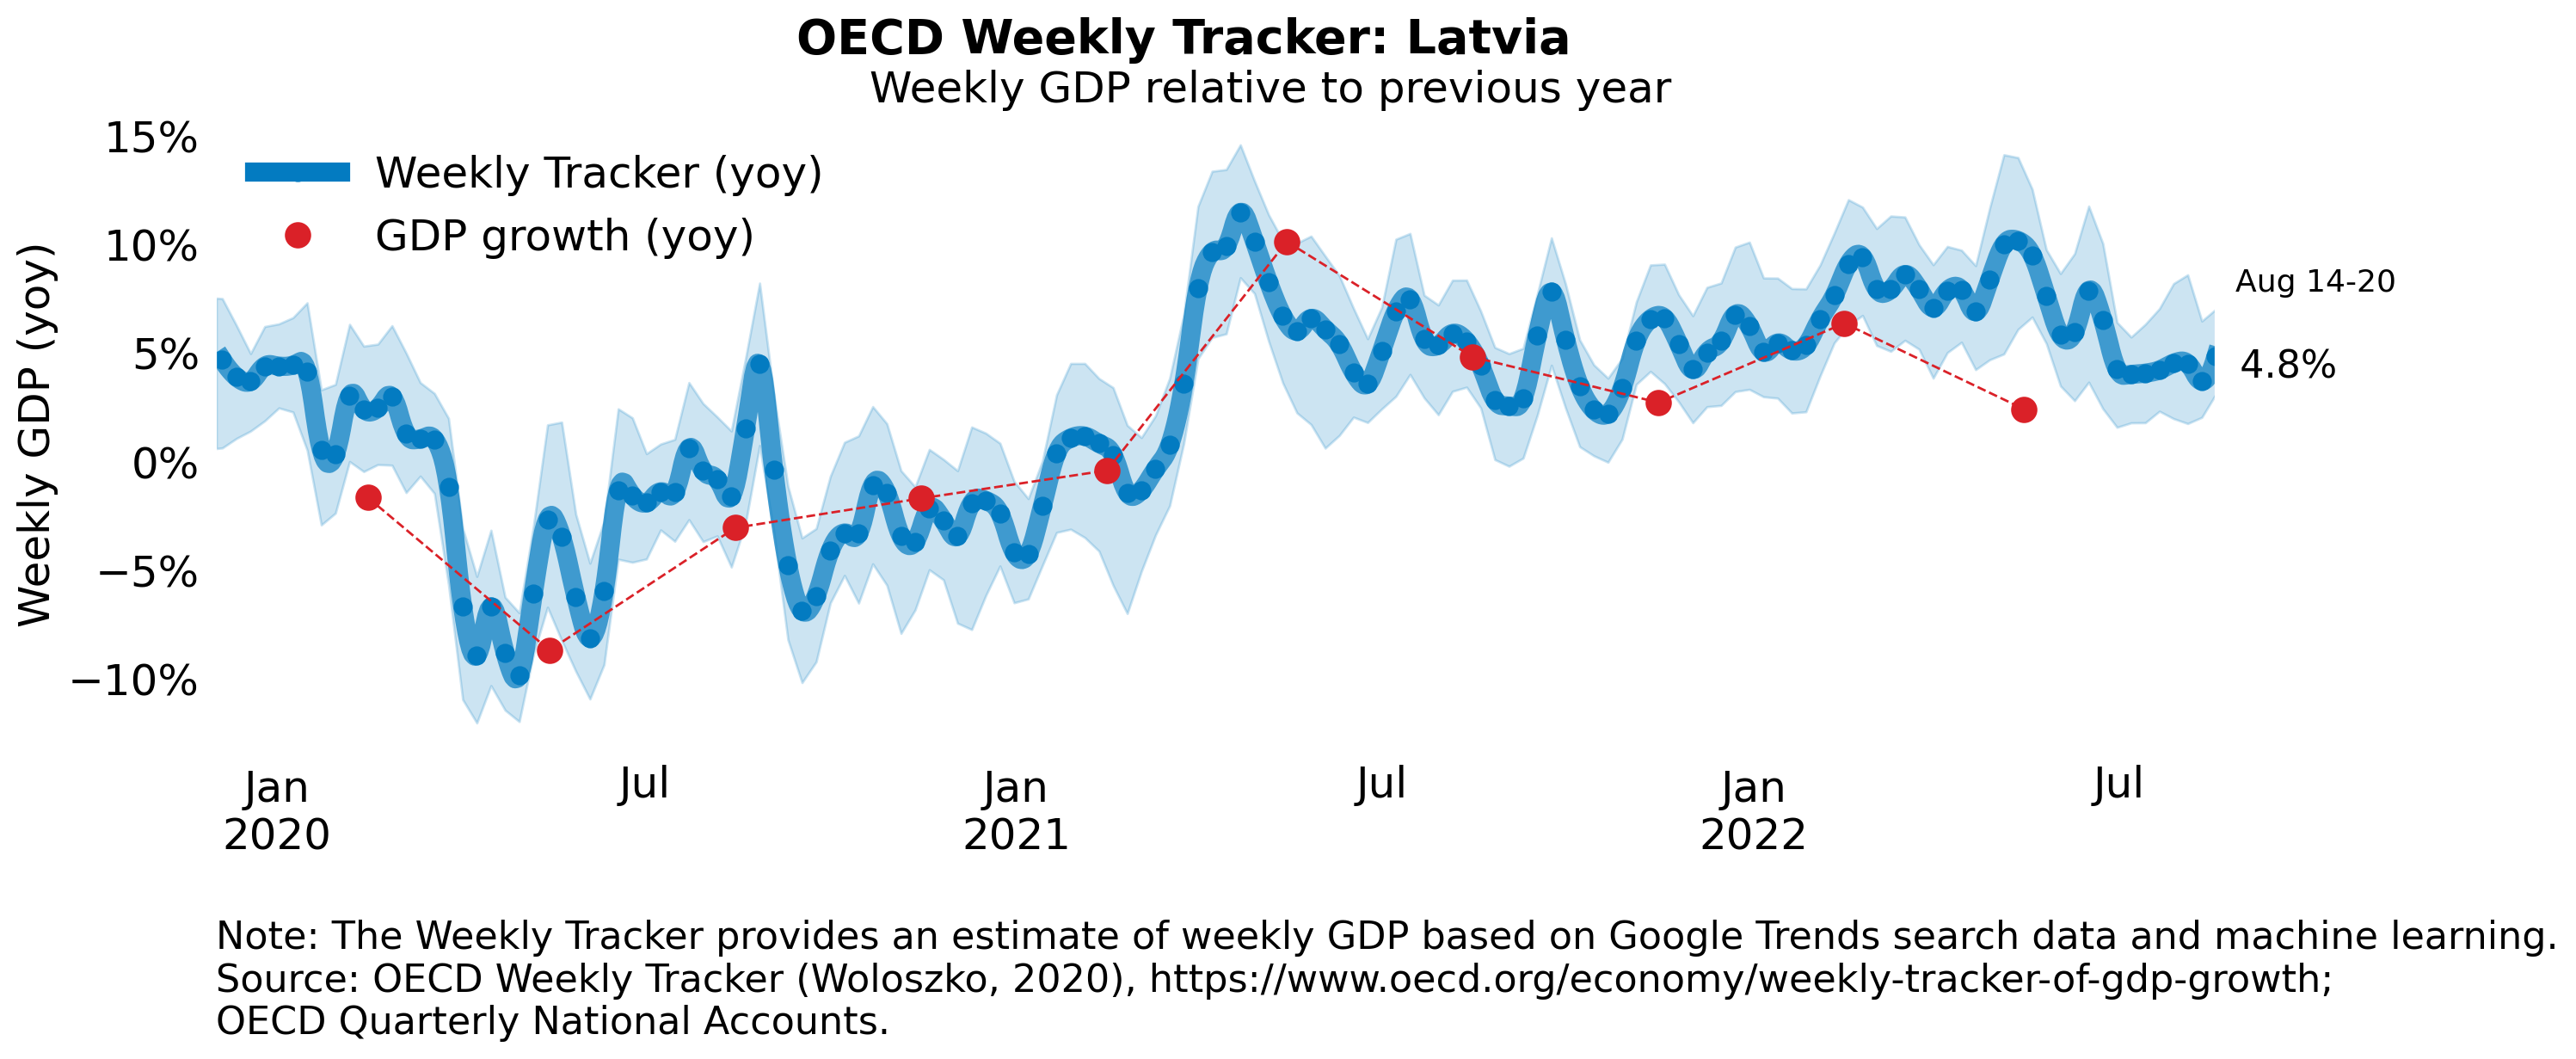 OECD Weekly Tracker: Latvia
Weekly GDP relative to previous year
Weekly GDP (yoy)
15%
10%
5%
0%
−5%
−10%
Weekly Tracker (yoy)
GDP growth (yoy)
Aug 14-20
4.8%
Jan
2020
Jul
Jan
2021
Jul
Jan
2022
Jul
Note: The Weekly Tracker provides an estimate of weekly GDP based on Google Trends search data and machine learning.
Source: OECD Weekly Tracker (Woloszko, 2020), https://www.oecd.org/economy/weekly-tracker-of-gdp-growth;
OECD Quarterly National Accounts.